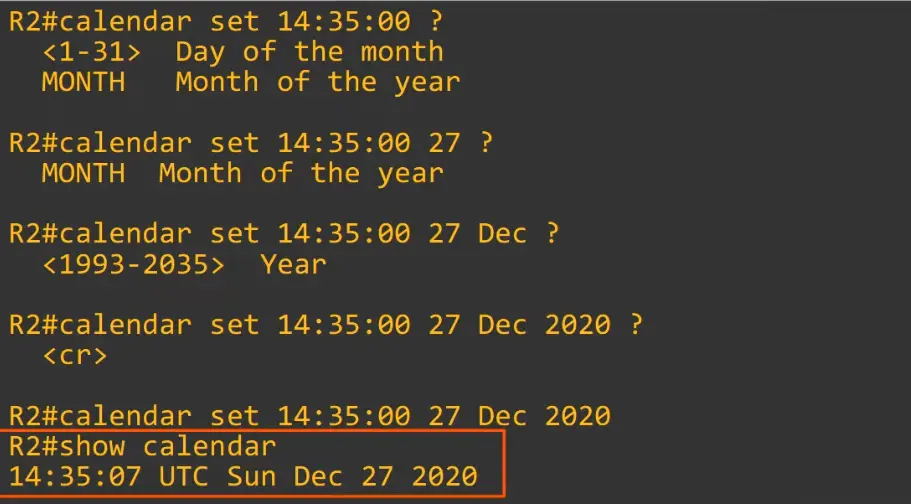 R2#calendar set 14:35:00 ?
<1-31> Day of the month
MONTH Month of the year
R2#calendar set 14:35:00 27 ?
MONTH Month of the year
R2#calendar set 14:35:00 27 Dec ?
<1993-2035> Year
R2#calendar set 14:35:00 27 Dec 2020 ?
<cr>
R2#calendar set 14:35:00 27 Dec 2020
R2#show calendar
14:35:07 UTC Sun Dec 27 2020